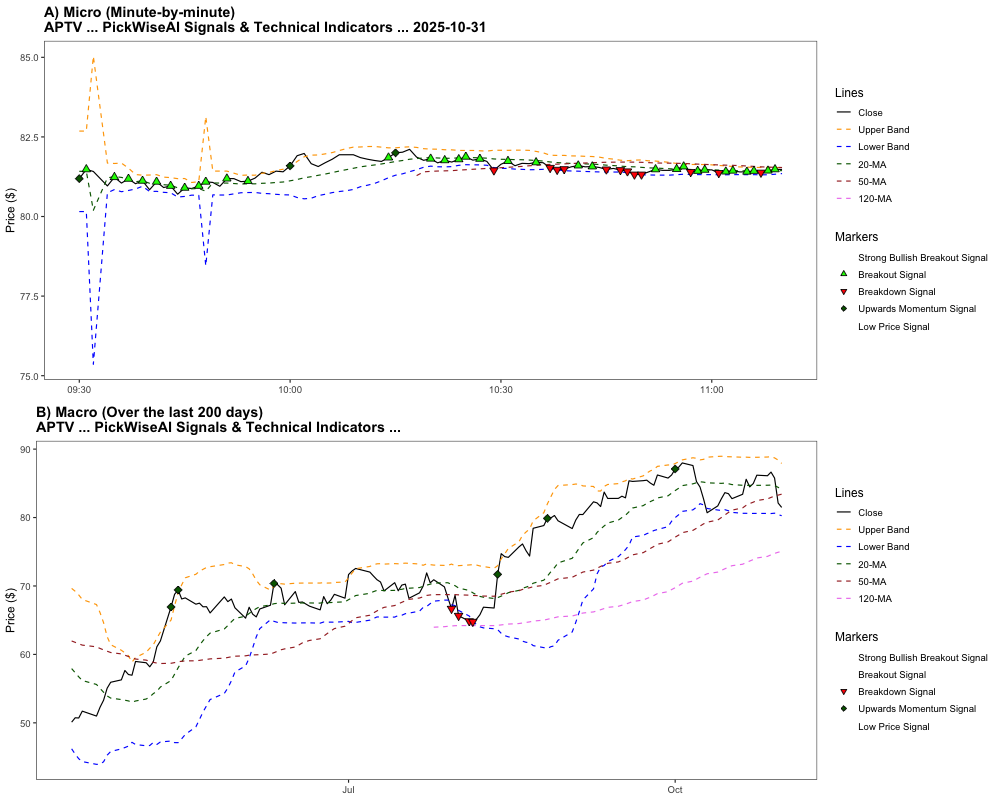 A) Micro (Minute-by-minute)
APTV ... PickWiseAI Signals & Technical Indicators ... 2025-10-31
Price ($)
85.0
82.5
80.0
77.5
75.0
09:30
10:00
10:30
11:00
Lines
Close
Upper Band
Lower Band
20-MA
50-MA
120-MA
Markers
Strong Bullish Breakout Signal
Breakout Signal
Breakdown Signal
Upwards Momentum Signal
Low Price Signal
B) Macro (Over the last 200 days)
APTV ... PickWiseAI Signals & Technical Indicators ...
Price ($)
90
80
70
60
50
Jul
Oct
Lines
Close
Upper Band
Lower Band
20-MA
50-MA
120-MA
Markers
Strong Bullish Breakout Signal
Breakout Signal
Breakdown Signal
Upwards Momentum Signal
Low Price Signal